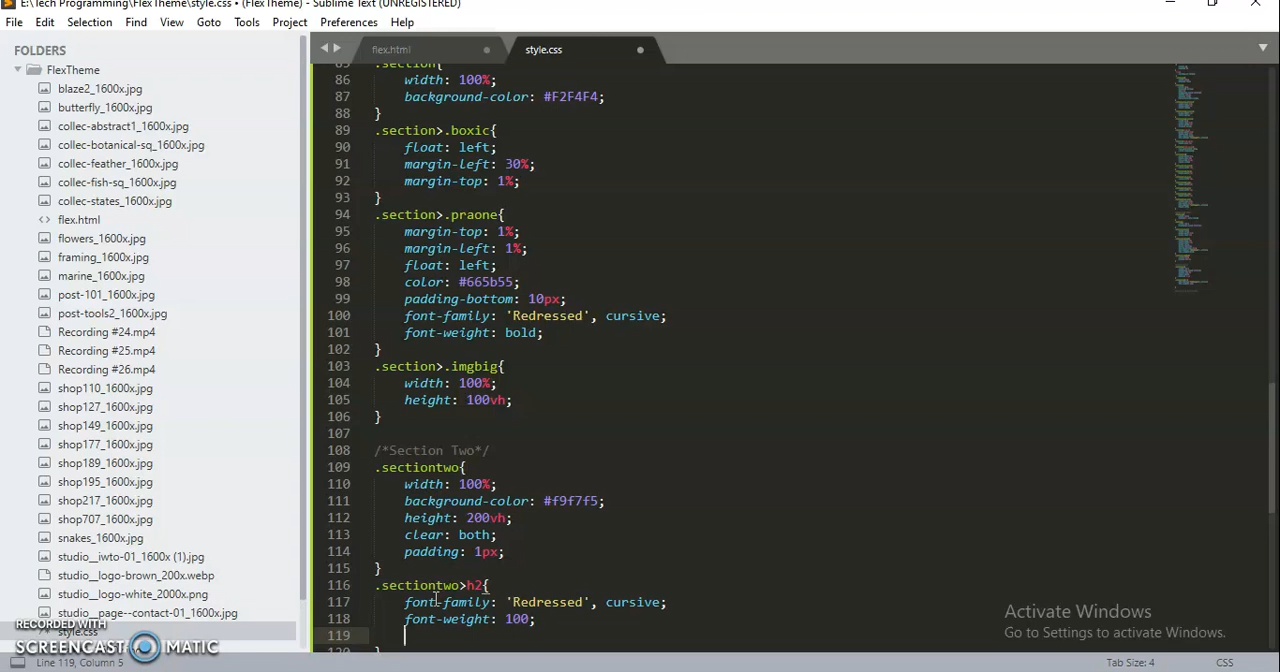 E:\Tech Programming\FlexTheme\style.css • (FlexTheme) - Sublime Text (UNREGISTERED)
File Edit Selection Find View Goto Tools Project Preferences Help
FOLDERS
FlexTheme
blaze2_1600x.jpg
butterfly_1600x.jpg
collec-abstract1_1600x.jpg
collec-botanical-sq_1600x.jpg
collec-feather_1600x.jpg
collec-fish-sq_1600x.jpg
collec-states_1600x.jpg
<> flex.html
flowers_1600x.jpg
framing_1600x.jpg
marine_1600x.jpg
post-101_1600x.jpg
post-tools2_1600x.jpg
Recording #24.mp4
Recording #25.mp4
Recording #26.mp4
shop110_1600x.jpg
shop127_1600x.jpg
shop149_1600x.jpg
shop177_1600x.jpg
shop189_1600x.jpg
shop195_1600x.jpg
shop217_1600x.jpg
shop707_1600x.jpg
snakes_1600x.jpg
studio__iwto-01_1600x (1).jpg
studio__logo-brown_200x.webp
studio__logo-white_2000x.png
studio__page--contact-01_1600x.jpg
/* style.css
RECORDED WITH
SCREENCAST MATIC
flex.html style.css
85 .section{
86 width: 100%;
87 background-color: #F2F4F4;
88 }
89 .section>.boxic{
90 float: left;
91 margin-left: 30%;
92 margin-top: 1%;
93 }
94 .section>.praone{
95 margin-top: 1%;
96 margin-left: 1%;
97 float: left;
98 color: #665b55;
99 padding-bottom: 10px;
100 font-family: 'Redressed', cursive;
101 font-weight: bold;
102 }
103 .section>.imgbig{
104 width: 100%;
105 height: 100vh;
106 }
107
108 /*Section Two*/
109 .sectiontwo{
110 width: 100%;
111 background-color: #f9f7f5;
112 height: 200vh;
113 clear: both;
114 padding: 1px;
115 }
116 .sectiontwo>h2{
117 font-family: 'Redressed', cursive;
118 font-weight: 100;
119
120 }
Activate Windows
Go to Settings to activate Windows.
Line 119, Column 5 Tab Size: 4 CSS